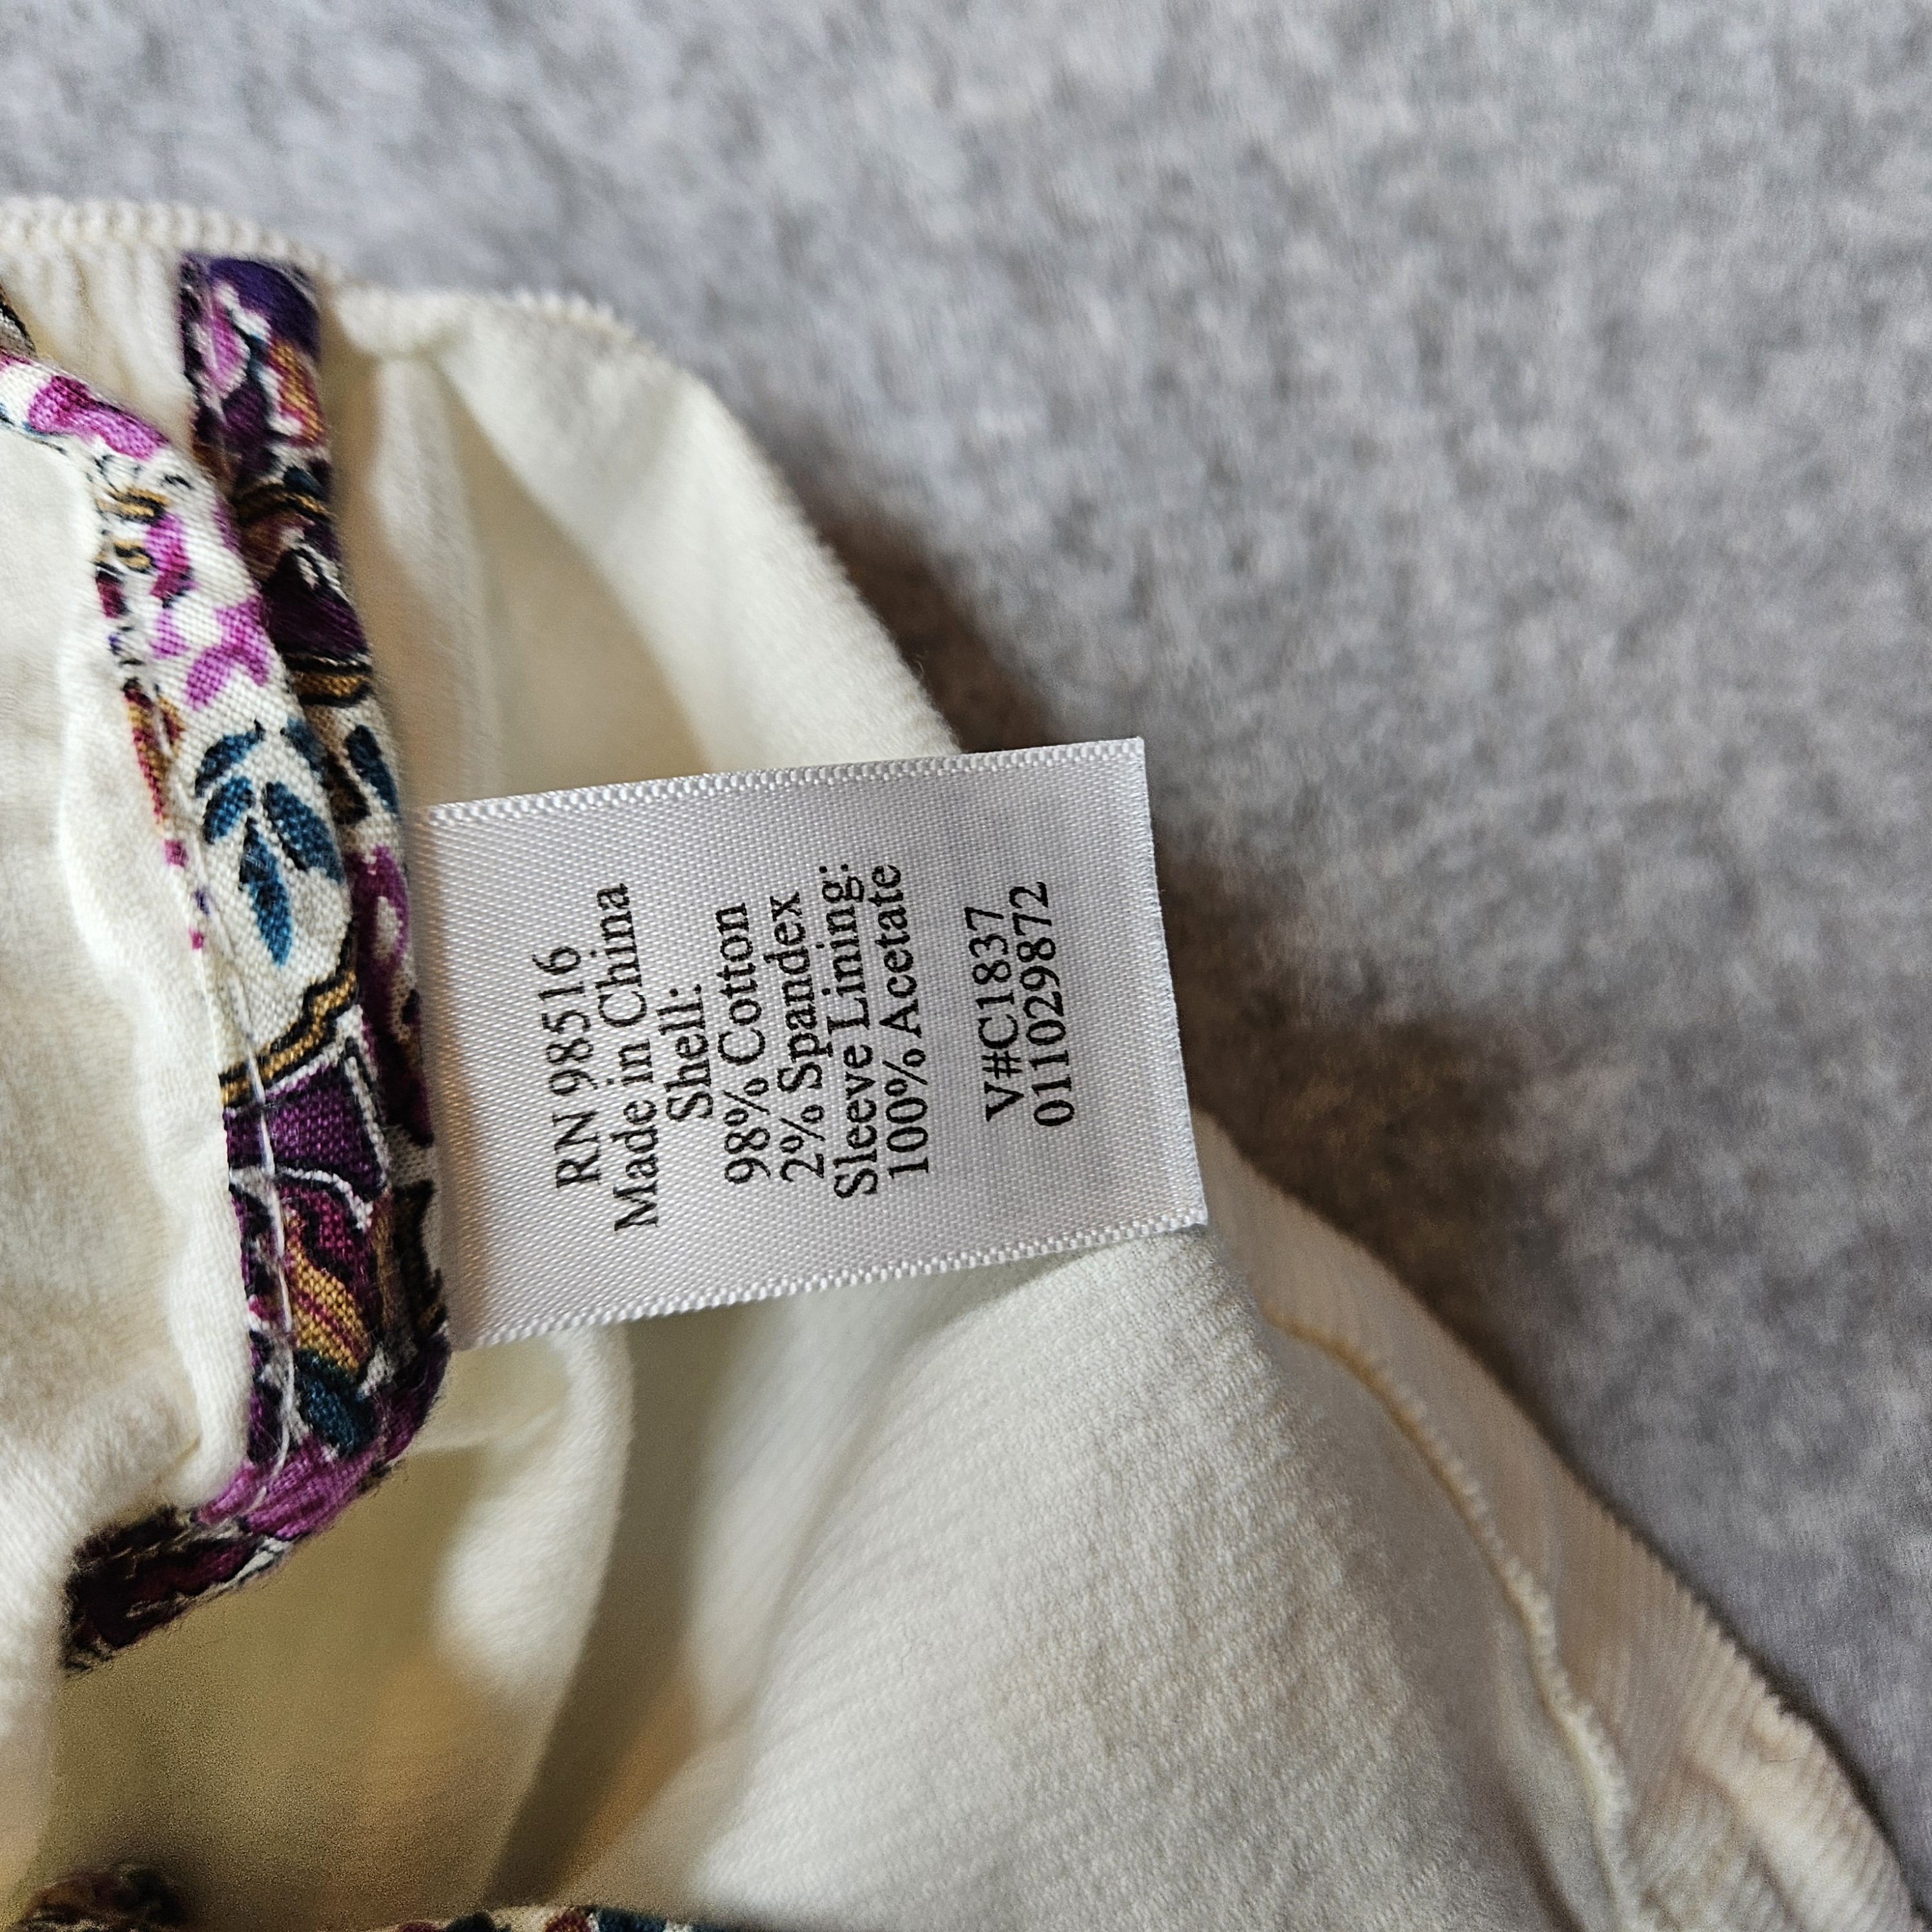 RN 98516
Made in China
Shell:
98% Cotton
2% Spandex
Sleeve Lining:
100% Acetate
V#C1837
011029872